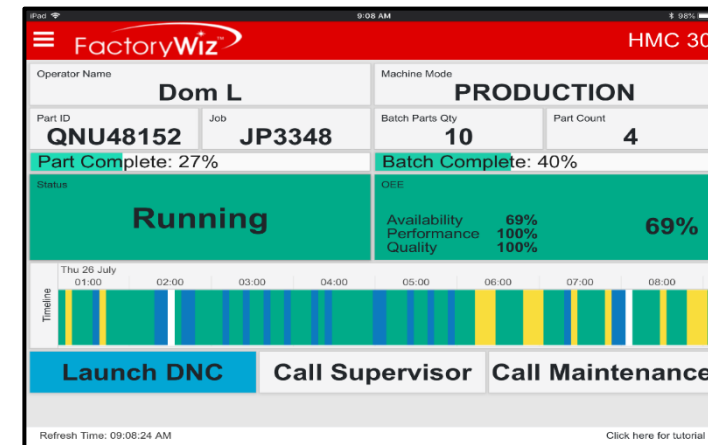 iPad 9:08 AM 98%
FactoryWiz™ HMC 30
Operator Name Machine Mode
Dom L PRODUCTION
Part ID Job Batch Parts Qty Part Count
QNU48152 JP3348 10 4
Part Complete: 27% Batch Complete: 40%
Status OEE
Running
Availability 69%
Performance 100% 69%
Quality 100%
Thu 26 July
01:00 02:00 03:00 04:00 05:00 06:00 07:00 08:00
Timeline
Launch DNC Call Supervisor Call Maintenance
Refresh Time: 09:08:24 AM Click here for tutorial